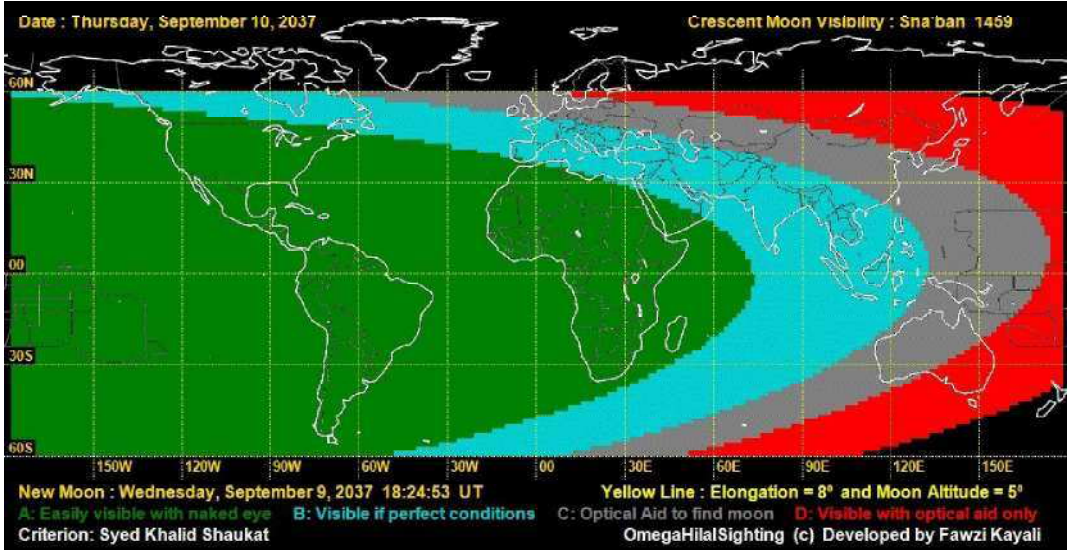 Date : Thursday, September 10, 2037
Crescent Moon Visibility : Sha'ban 1459
60N
30N
00
30S
60S
150W 120W 90W 60W 30W 00 30E 60E 90E 120E 150E
New Moon : Wednesday, September 9, 2037 18:24:53 UT
Yellow Line : Elongation = 8º and Moon Altitude = 5º
A: Easily visible with naked eye B: Visible if perfect conditions C: Optical Aid to find moon D: Visible with optical aid only
Criterion: Syed Khalid Shaukat
OmegaHilalSighting (c) Developed by Fawzi Kayali